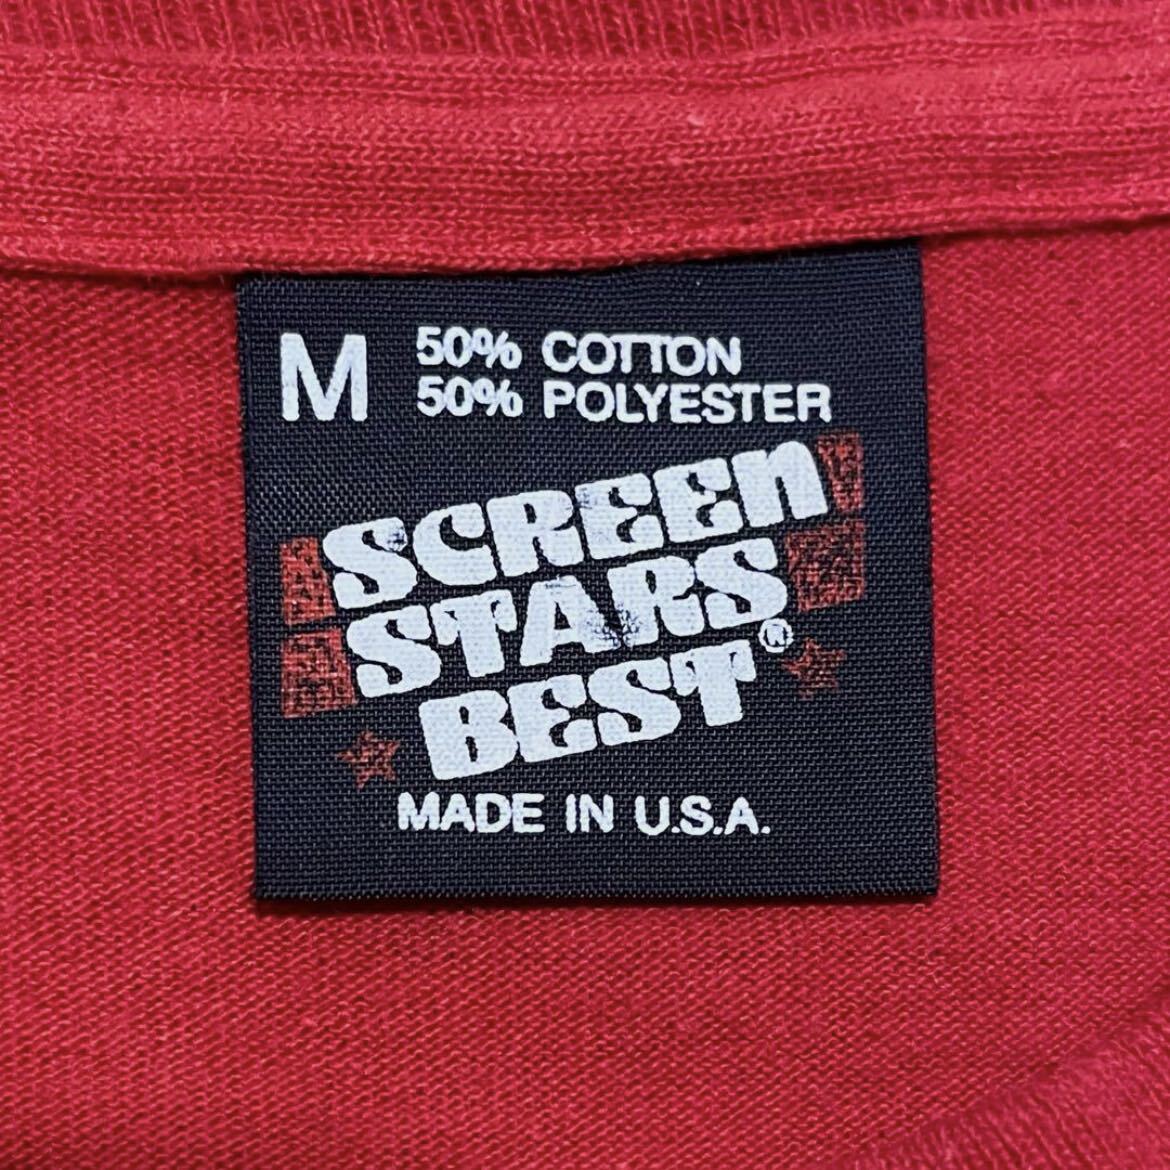 M 50% COTTON
50% POLYESTER
SCREEN
STARS
BEST®
MADE IN U.S.A.